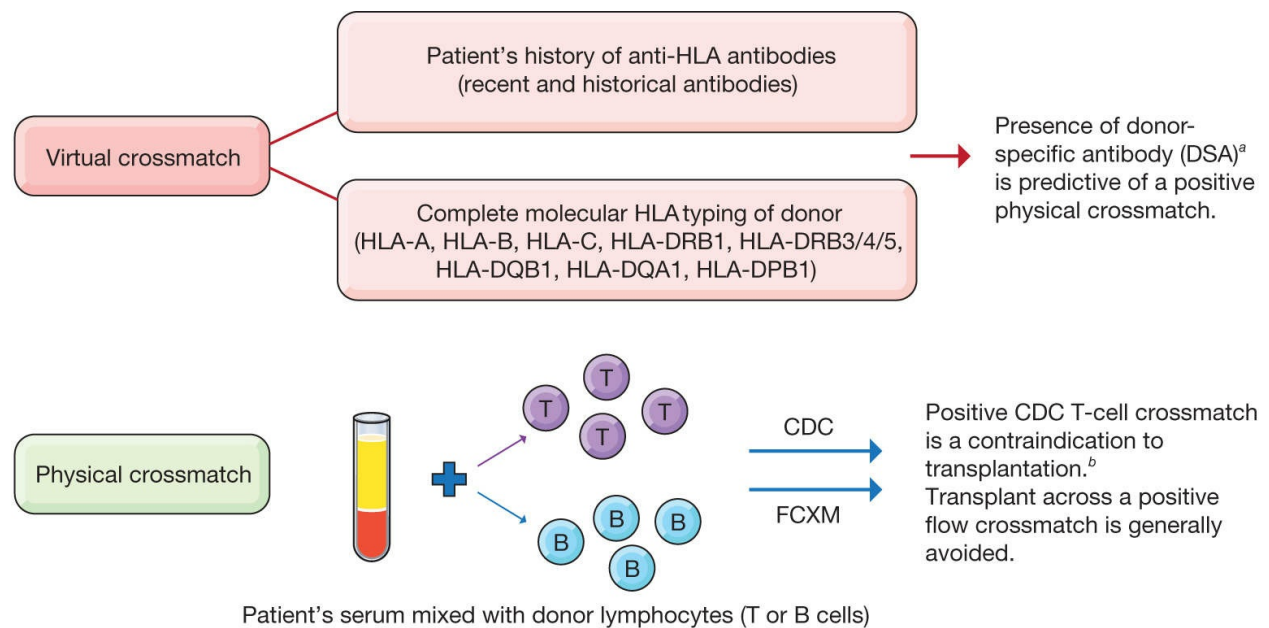 Virtual crossmatch
Patient's history of anti-HLA antibodies
(recent and historical antibodies)
Complete molecular HLA typing of donor
(HLA-A, HLA-B, HLA-C, HLA-DRB1, HLA-DRB3/4/5,
HLA-DQB1, HLA-DQA1, HLA-DPB1)
Presence of donor-
specific antibody (DSA)a
is predictive of a positive
physical crossmatch.
Physical crossmatch
T
T
T
T
B
B
B
B
CDC
FCXM
Positive CDC T-cell crossmatch
is a contraindication to
transplantation.b
Transplant across a positive
flow crossmatch is generally
avoided.
Patient's serum mixed with donor lymphocytes (T or B cells)